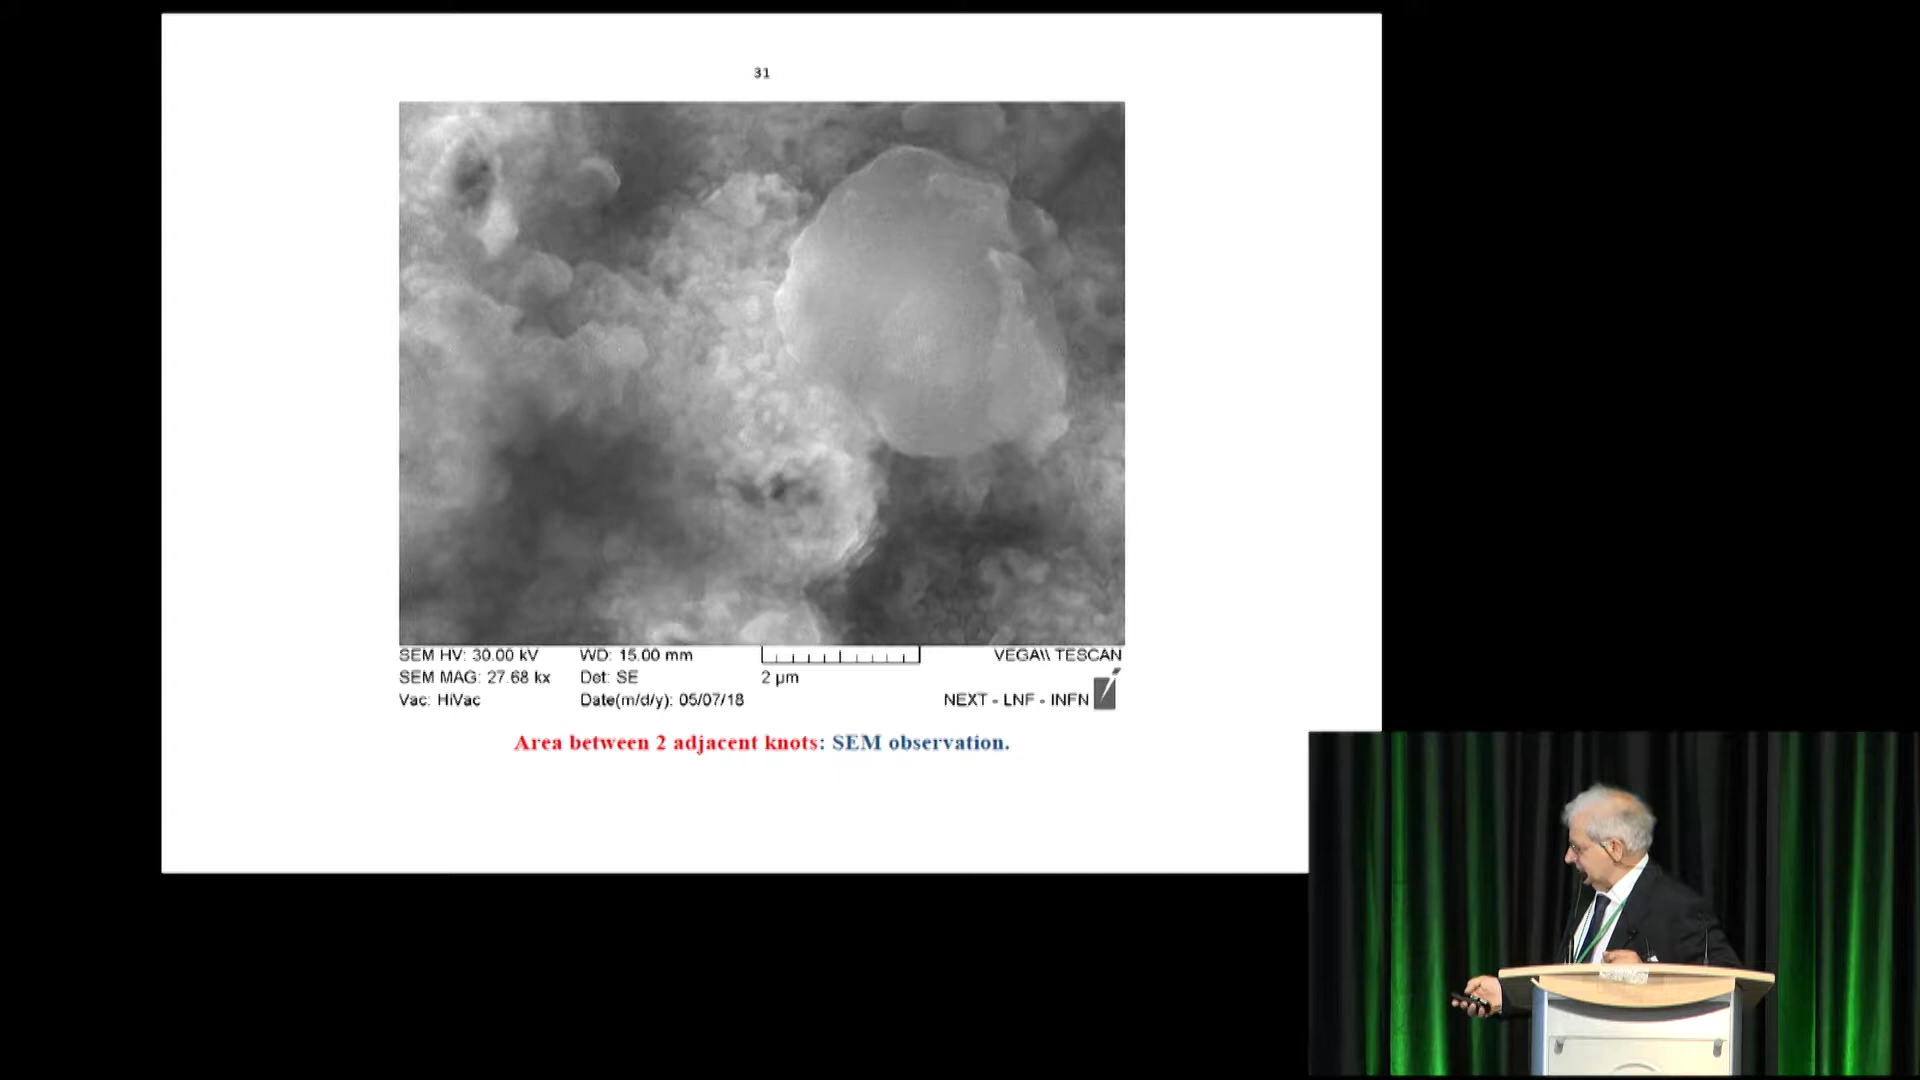 31
SEM HV: 30.00 kV WD: 15.00 mm VEGA\\ TESCAN
SEM MAG: 27.68 kx Det: SE 2 µm
Vac: HiVac Date(m/d/y): 05/07/18 NEXT - LNF - INFN
Area between 2 adjacent knots: SEM observation.